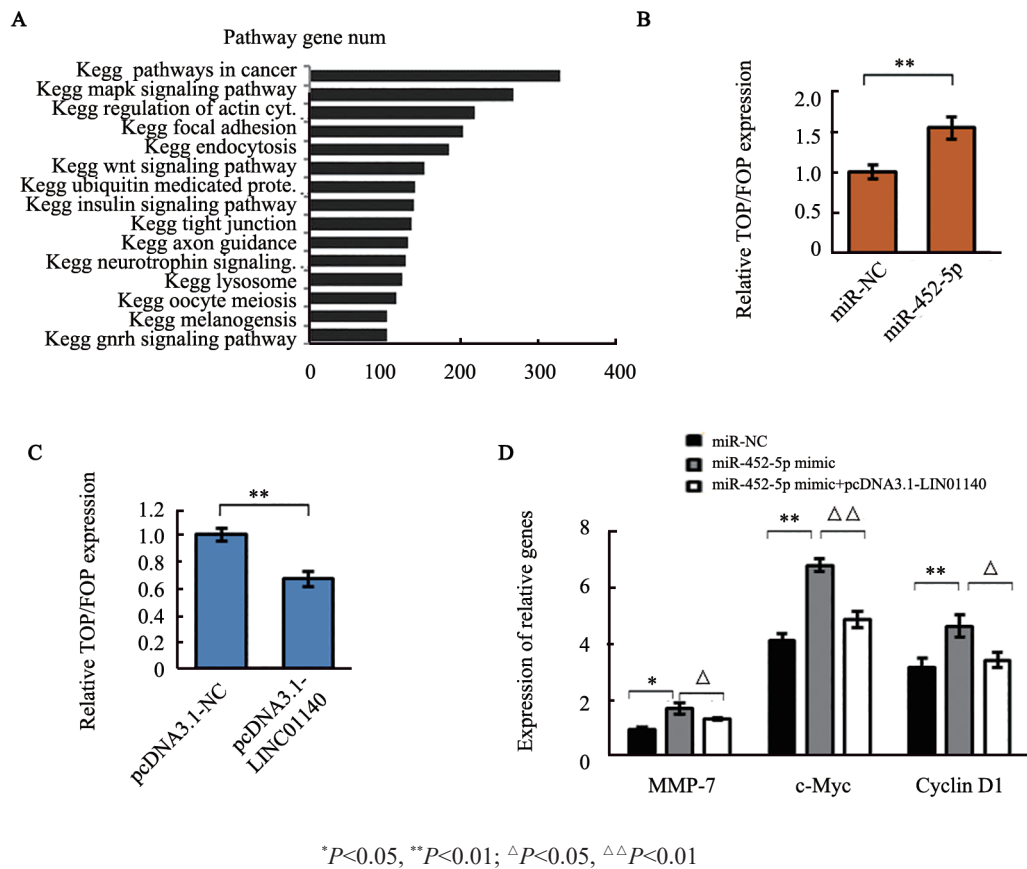 A
Pathway gene num
Kegg pathways in cancer
Kegg mapk signaling pathway
Kegg regulation of actin cyt.
Kegg focal adhesion
Kegg endocytosis
Kegg wnt signaling pathway
Kegg ubiquitin medicated prote.
Kegg insulin signaling pathway
Kegg tight junction
Kegg axon guidance
Kegg neurotrophin signaling.
Kegg lysosome
Kegg oocyte meiosis
Kegg melanogensis
Kegg gnrh signaling pathway
0 100 200 300 400
B
Relative TOP/FOP expression
2.0
1.5
1.0
0.5
0
**
miR-NC
miR-452-5p
C
Relative TOP/FOP expression
1.2
1.0
0.8
0.6
0.4
0.2
0
**
pcDNA3.1-NC
pcDNA3.1-
LINC01140
D
miR-NC
miR-452-5p mimic
miR-452-5p mimic+pcDNA3.1-LIN01140
Expression of relative genes
8
6
4
2
0
* △
** △△
** △
MMP-7 c-Myc Cyclin D1
*P<0.05, **P<0.01; △P<0.05, △△P<0.01